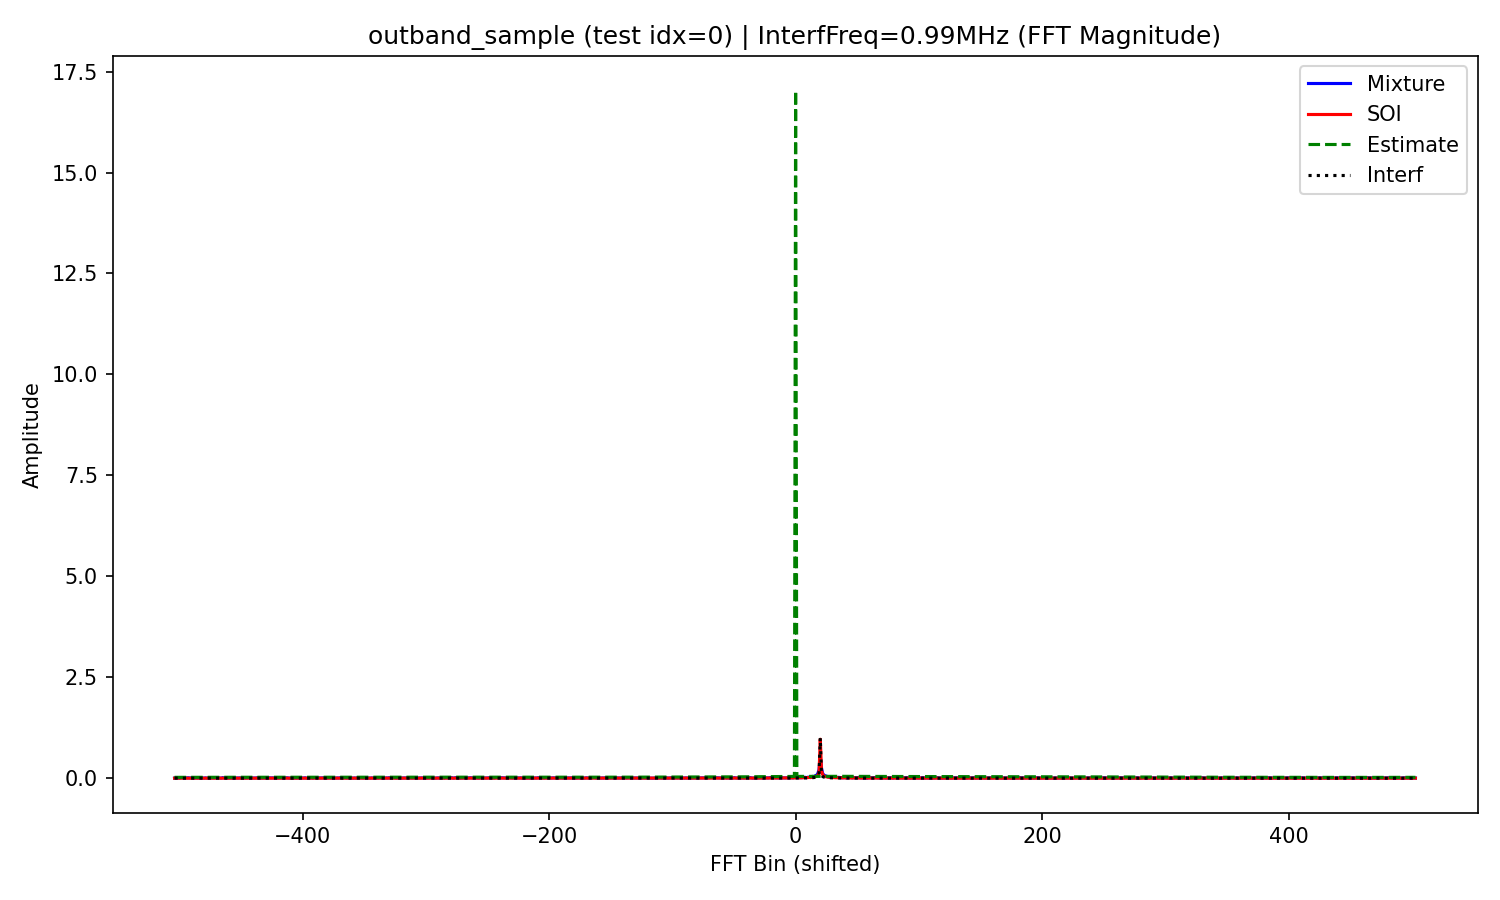 outband_sample (test idx=0) | InterfFreq=0.99MHz (FFT Magnitude)
Mixture
SOI
Estimate
Interf
17.5
15.0
12.5
10.0
7.5
5.0
2.5
0.0
Amplitude
−400
−200
0
200
400
FFT Bin (shifted)